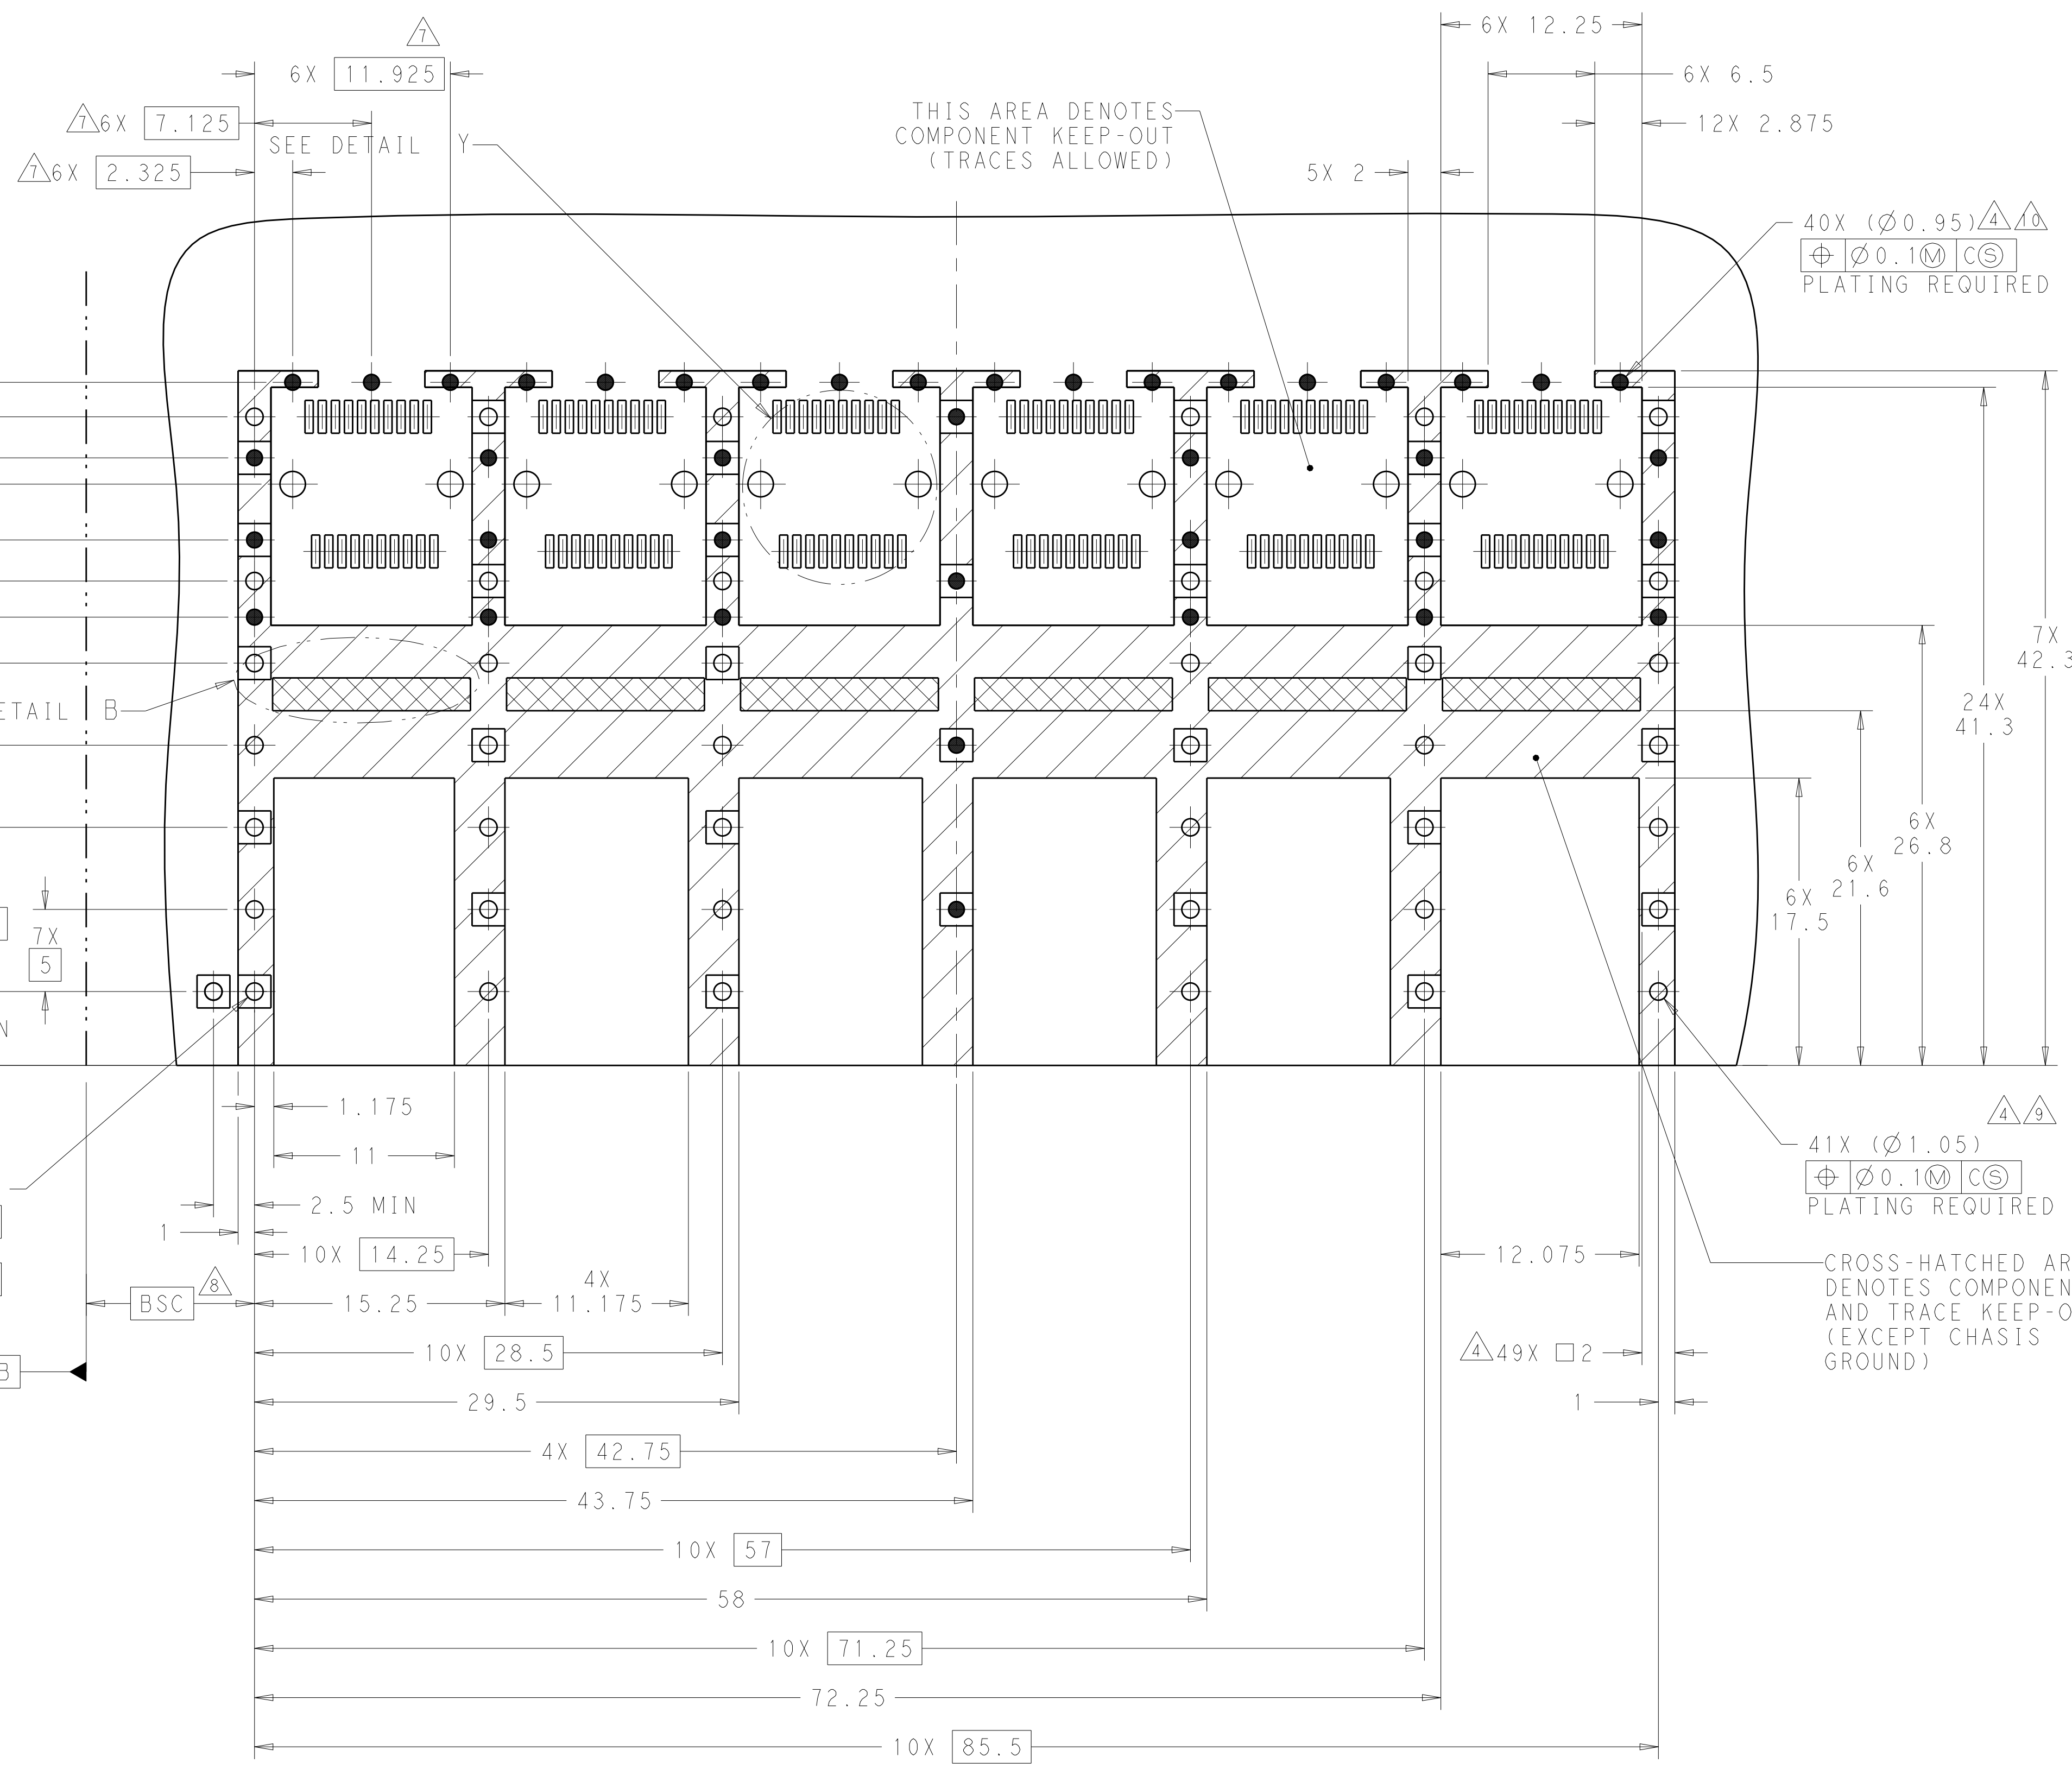 6X 12.25
7
6X 11.925
6X 6.5
7 6X 7.125
THIS AREA DENOTES
COMPONENT KEEP-OUT
(TRACES ALLOWED)
12X 2.875
SEE DETAIL Y
7 6X 2.325
5X 2
40X (Ø0.95) 4 10
⌖ Ø0.1Ⓜ CⓈ
PLATING REQUIRED
7X
42.3
24X
41.3
DETAIL B
6X
26.8
6X
21.6
6X
17.5
7X
5
N
1.175
4 9
11
41X (Ø1.05)
⌖ Ø0.1Ⓜ CⓈ
PLATING REQUIRED
2.5 MIN
1
10X 14.25
12.075
CROSS-HATCHED AR
DENOTES COMPONEN
AND TRACE KEEP-O
(EXCEPT CHASIS
GROUND)
BSC 8
15.25
4X
11.175
10X 28.5
4 49X □2
B
29.5
1
4X 42.75
43.75
10X 57
58
10X 71.25
72.25
10X 85.5